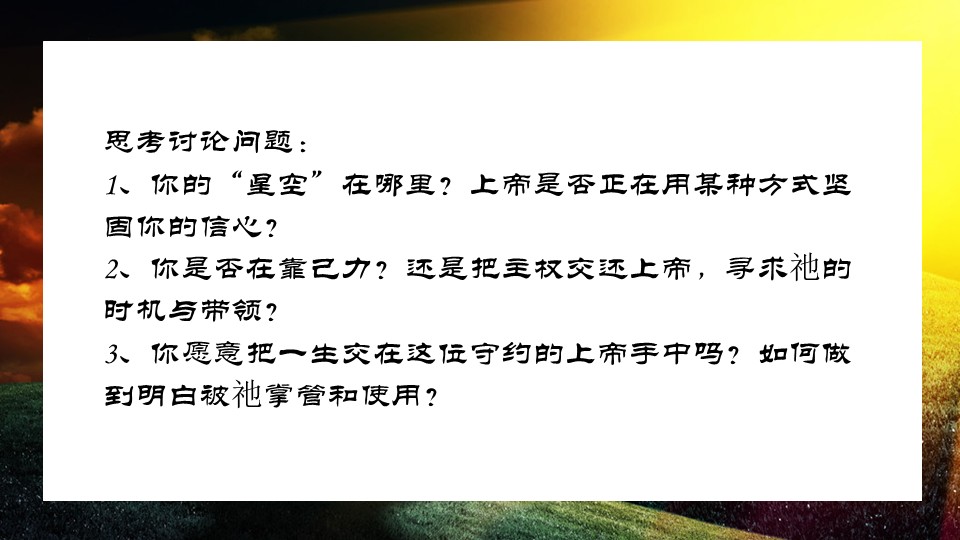 思考讨论问题：
1、你的“星空”在哪里？上帝是否正在用某种方式坚
固你的信心？
2、你是否在靠己力？还是把主权交还上帝，寻求祂的
时机与带领？
3、你愿意把一生交在这位守约的上帝手中吗？如何做
到明白被祂掌管和使用？